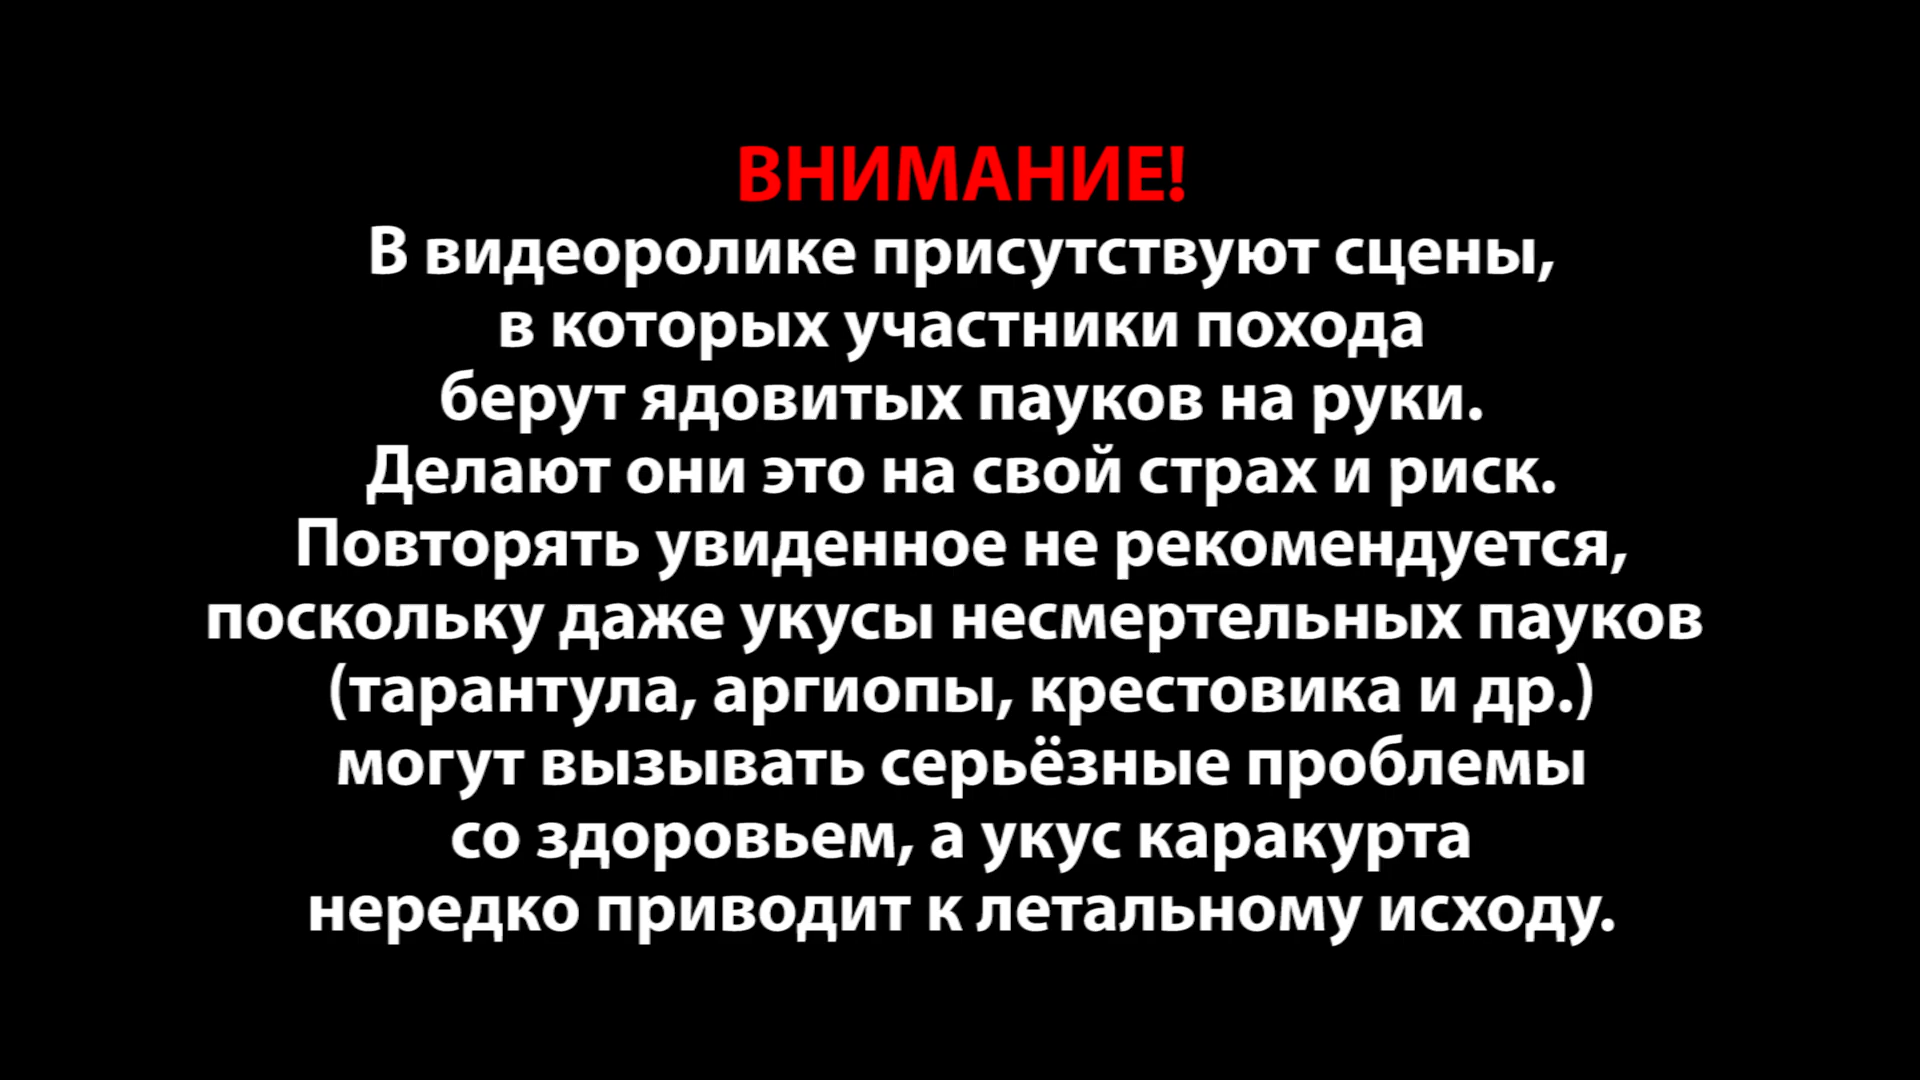 ВНИМАНИЕ!
В видеоролике присутствуют сцены,
в которых участники похода
берут ядовитых пауков на руки.
Делают они это на свой страх и риск.
Повторять увиденное не рекомендуется,
поскольку даже укусы несмертельных пауков
(тарантула, аргиопы, крестовика и др.)
могут вызывать серьёзные проблемы
со здоровьем, а укус каракурта
нередко приводит к летальному исходу.